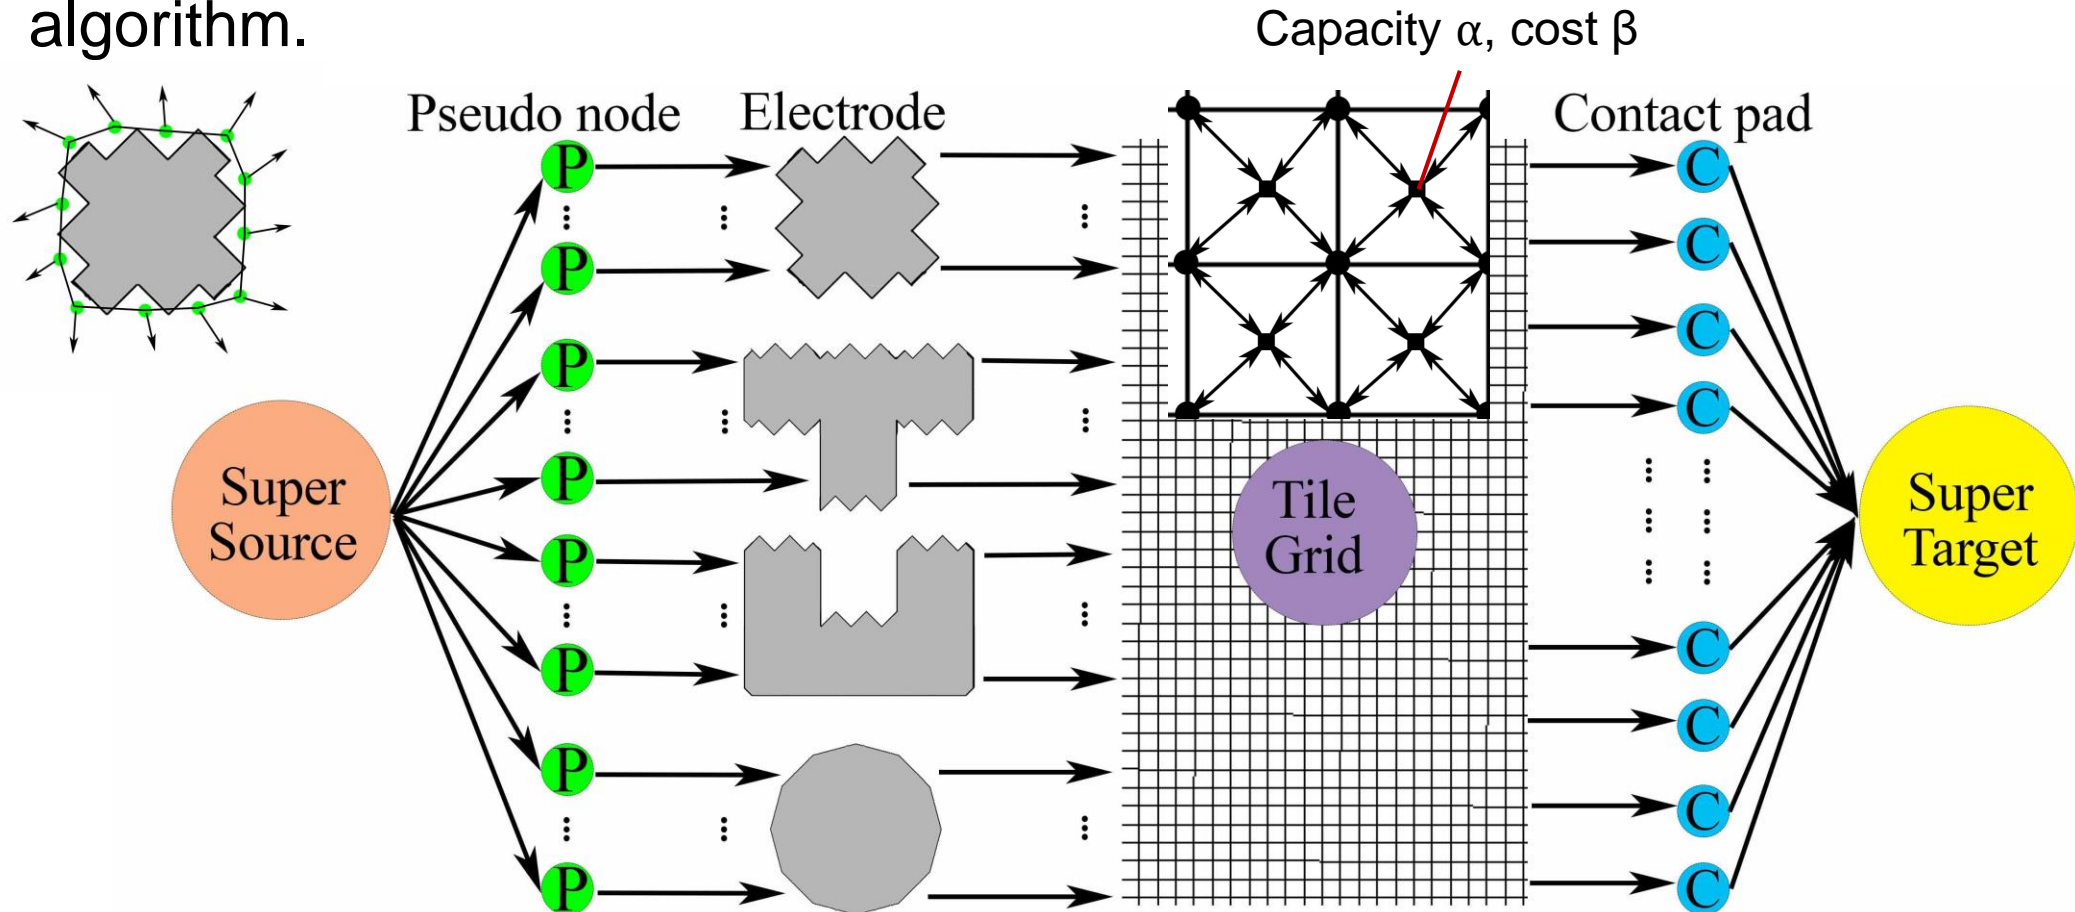 algorithm.
Capacity α, cost β
Pseudo node
Electrode
Contact pad
P
P
P
P
P
P
P
P
Super
Source
Tile
Grid
C
C
C
C
C
C
C
C
Super
Target